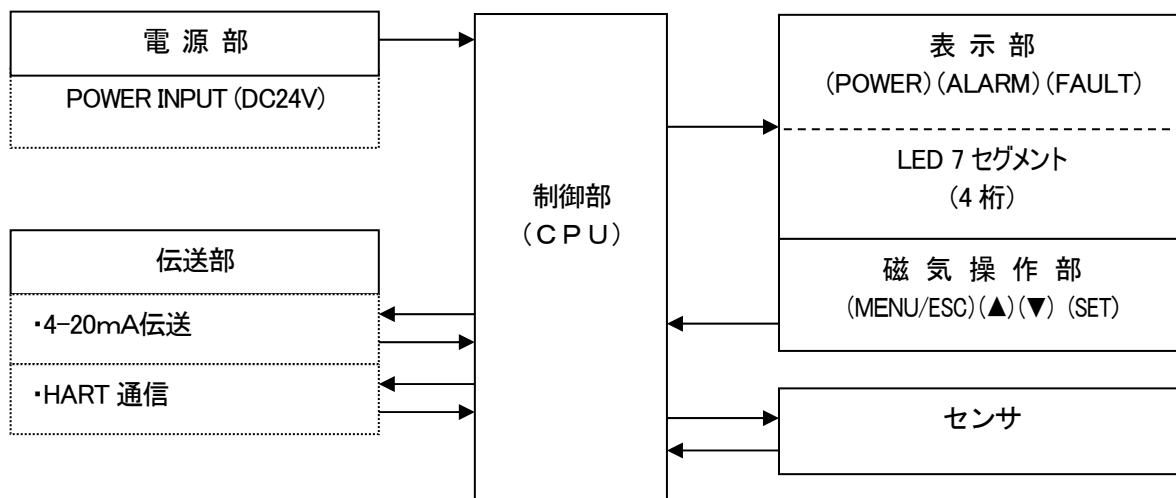 電 源 部
POWER INPUT (DC24V)
伝送部
・4-20mA伝送
・HART 通信
制御部
(CPU)
表 示 部
(POWER)(ALARM)(FAULT)
LED 7 セグメント
(4 桁)
磁 気 操 作 部
(MENU/ESC)(▲)(▼) (SET)
センサ